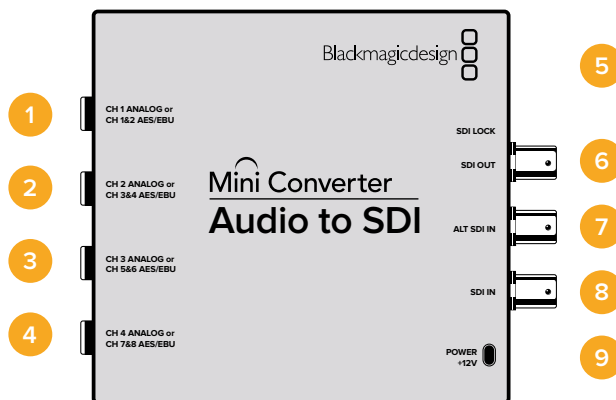 Blackmagicdesign
1
CH 1 ANALOG or
CH 1&2 AES/EBU
2
CH 2 ANALOG or
CH 3&4 AES/EBU
3
CH 3 ANALOG or
CH 5&6 AES/EBU
4
CH 4 ANALOG or
CH 7&8 AES/EBU
Mini Converter
Audio to SDI
5
SDI LOCK
6
SDI OUT
7
ALT SDI IN
8
SDI IN
9
POWER
+12V